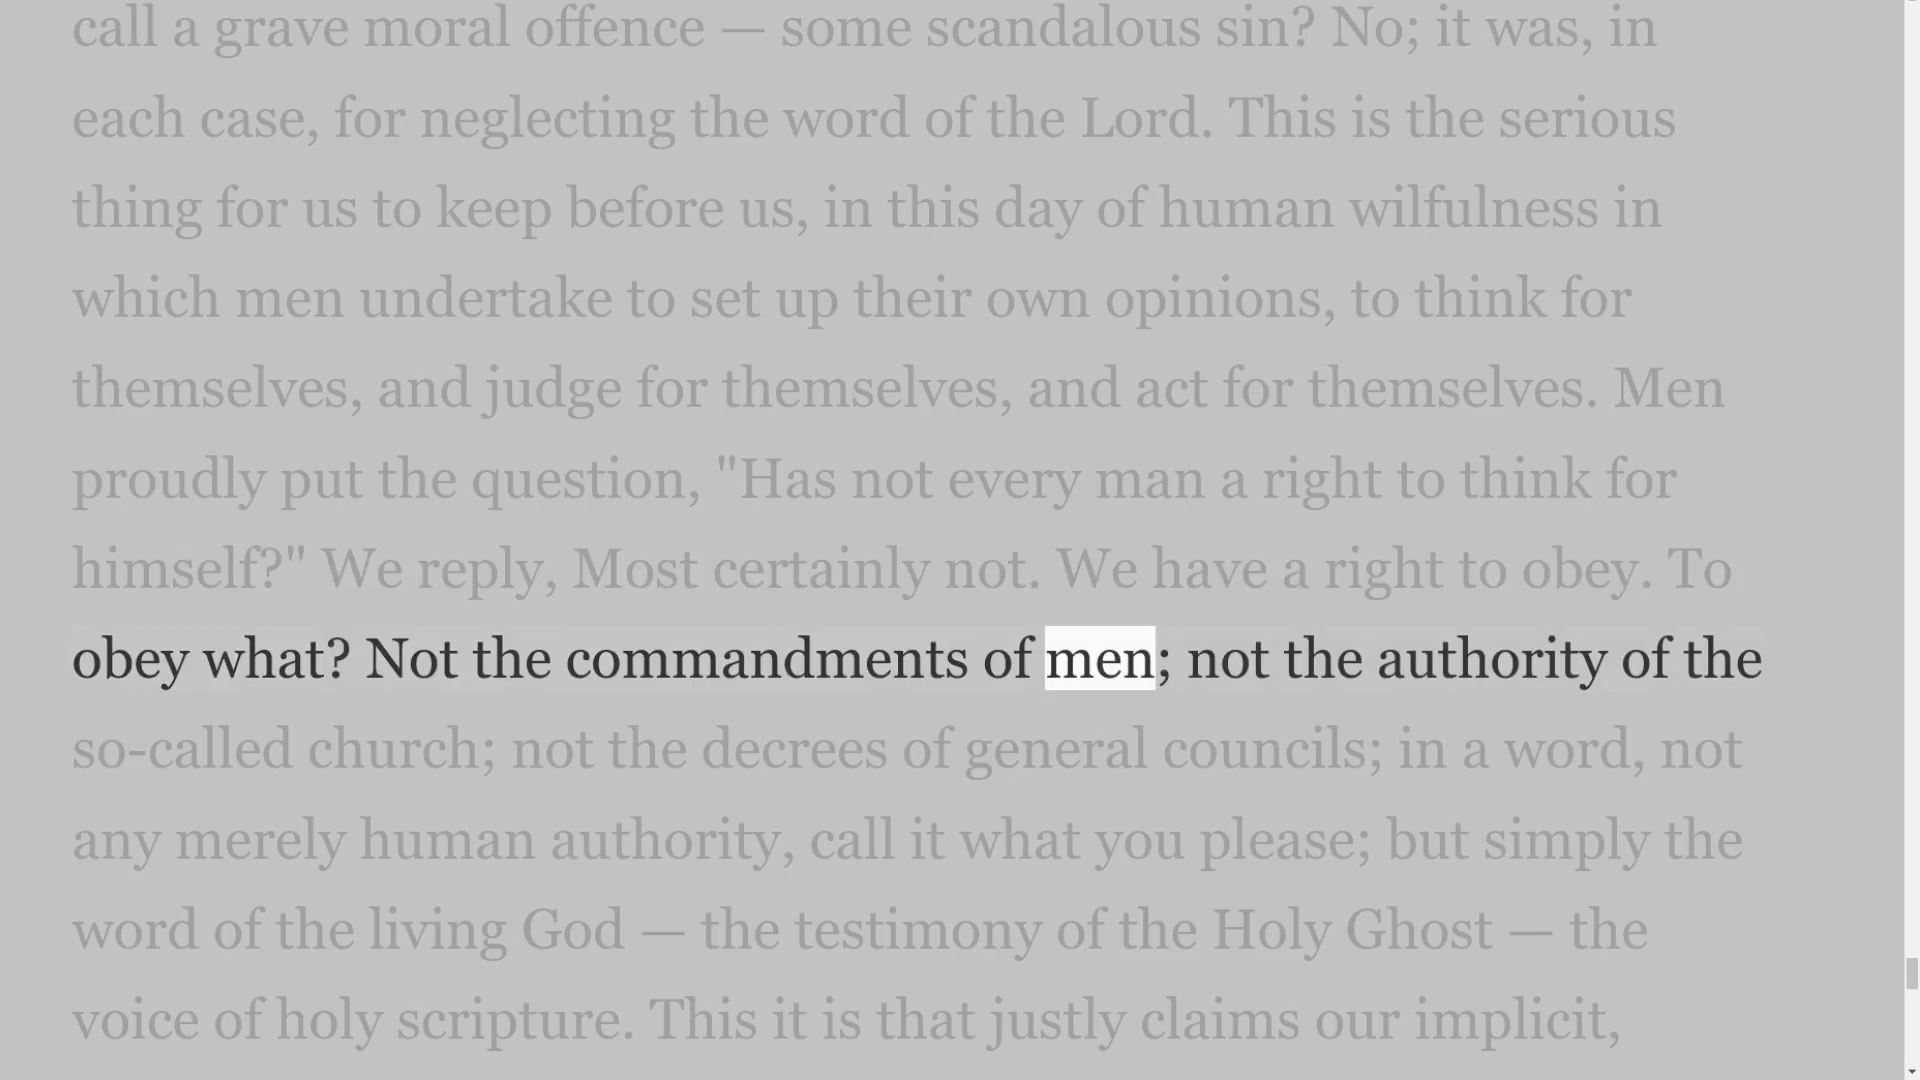 call a grave moral offence — some scandalous sin? No; it was, in
each case, for neglecting the word of the Lord. This is the serious
thing for us to keep before us, in this day of human wilfulness in
which men undertake to set up their own opinions, to think for
themselves, and judge for themselves, and act for themselves. Men
proudly put the question, "Has not every man a right to think for
himself?" We reply, Most certainly not. We have a right to obey. To
obey what? Not the commandments of men; not the authority of the
so-called church; not the decrees of general councils; in a word, not
any merely human authority, call it what you please; but simply the
word of the living God — the testimony of the Holy Ghost — the
voice of holy scripture. This it is that justly claims our implicit,